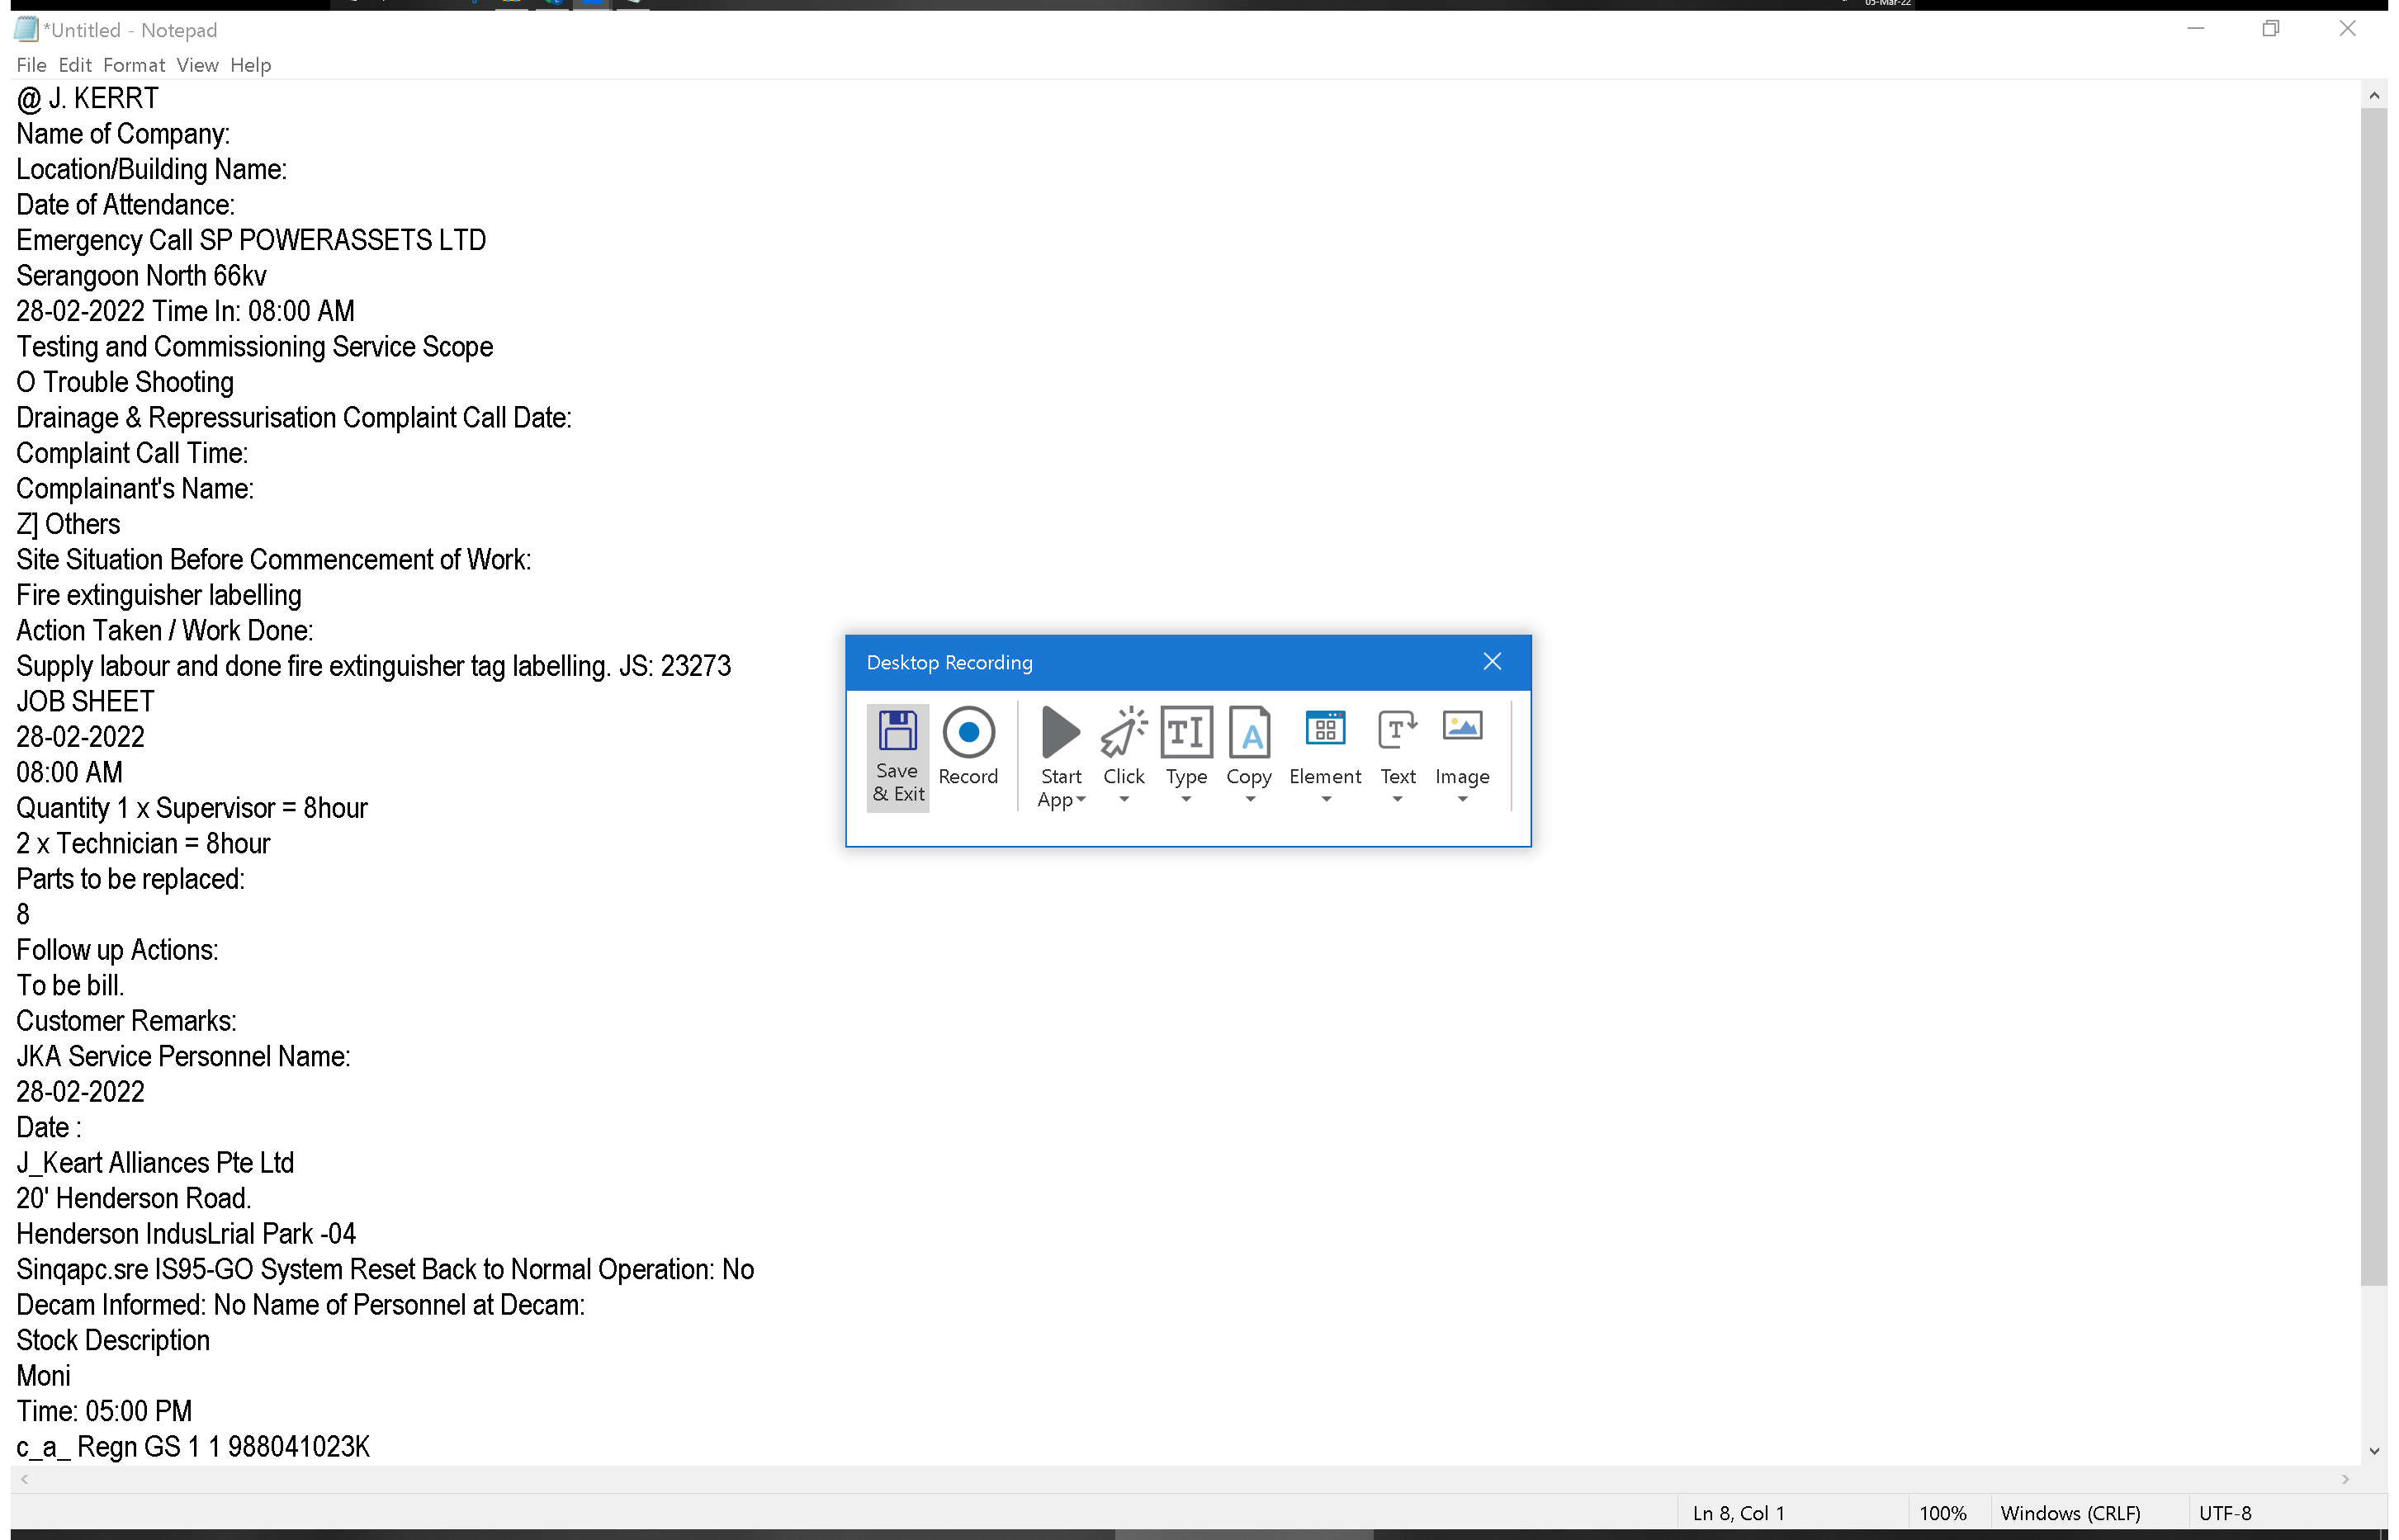 05-Mar-22
*Untitled - Notepad
File Edit Format View Help
@ J. KERRT
Name of Company:
Location/Building Name:
Date of Attendance:
Emergency Call SP POWERASSETS LTD
Serangoon North 66kv
28-02-2022 Time In: 08:00 AM
Testing and Commissioning Service Scope
O Trouble Shooting
Drainage & Repressurisation Complaint Call Date:
Complaint Call Time:
Complainant's Name:
Z] Others
Site Situation Before Commencement of Work:
Fire extinguisher labelling
Action Taken / Work Done:
Supply labour and done fire extinguisher tag labelling. JS: 23273
JOB SHEET
28-02-2022
08:00 AM
Quantity 1 x Supervisor = 8hour
2 x Technician = 8hour
Parts to be replaced:
8
Follow up Actions:
To be bill.
Customer Remarks:
JKA Service Personnel Name:
28-02-2022
Date :
J_Keart Alliances Pte Ltd
20' Henderson Road.
Henderson IndusLrial Park -04
Sinqapc.sre IS95-GO System Reset Back to Normal Operation: No
Decam Informed: No Name of Personnel at Decam:
Stock Description
Moni
Time: 05:00 PM
c_a_ Regn GS 1 1 988041023K
Desktop Recording
Save & Exit
Record
Start App
Click
Type
Copy
Element
Text
Image
Ln 8, Col 1
100%
Windows (CRLF)
UTF-8